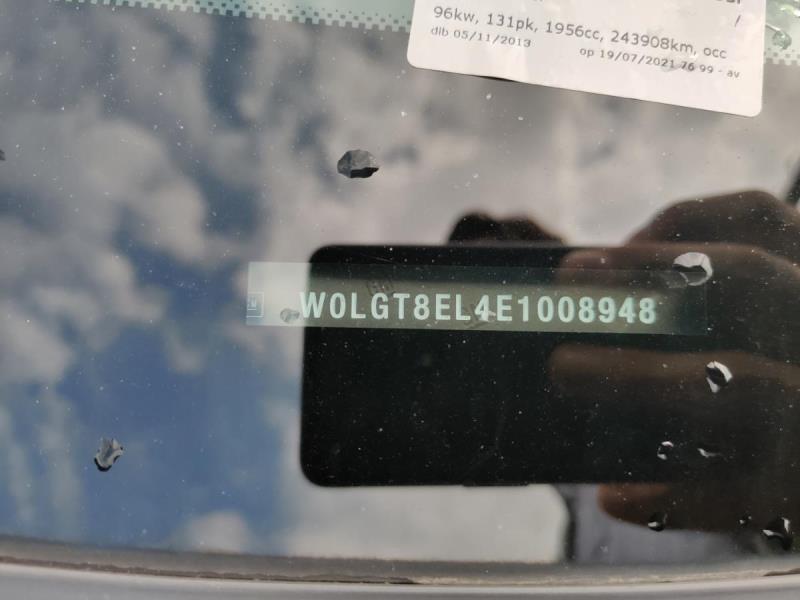 96kw, 131pk, 1956cc, 243908km, occ
dib 05/11/2013 op 19/07/2021 76 99 - av
W0LGT8EL4E1008948